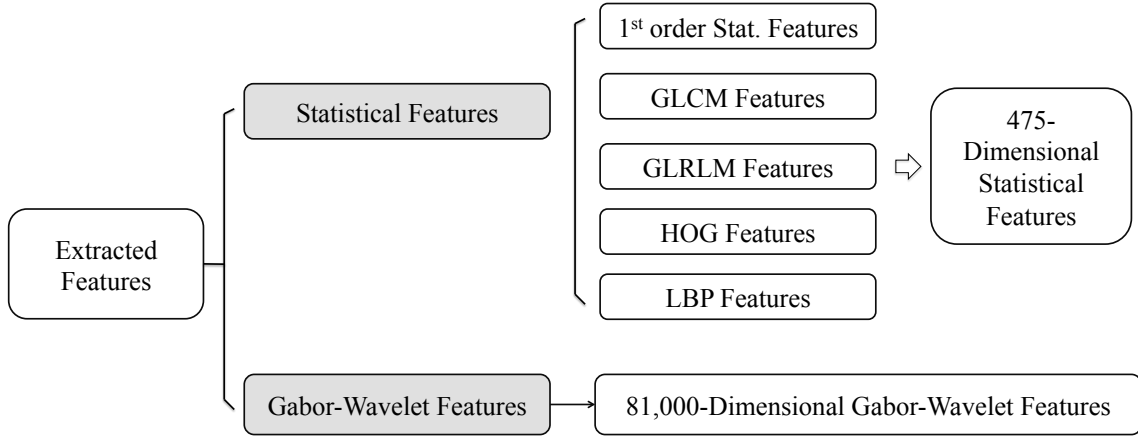 Extracted
Features
Statistical Features
1st order Stat. Features
GLCM Features
GLRLM Features
HOG Features
LBP Features
475-
Dimensional
Statistical
Features
Gabor-Wavelet Features
81,000-Dimensional Gabor-Wavelet Features